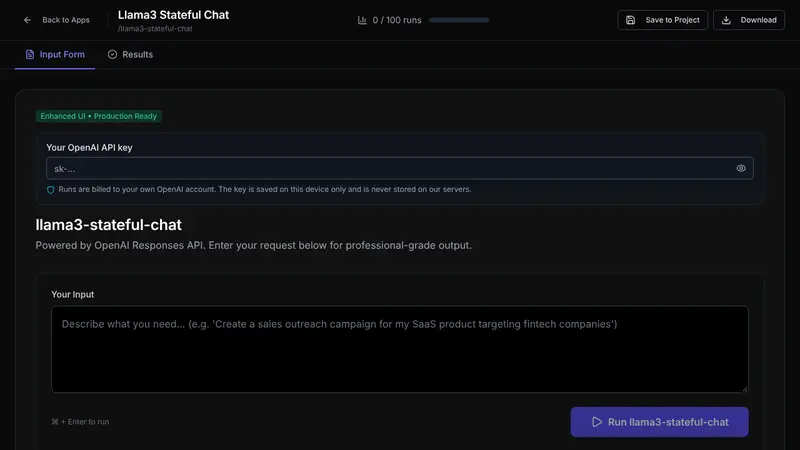 Back to Apps
Llama3 Stateful Chat
/llama3-stateful-chat
0 / 100 runs
Save to Project
Download
Input Form
Results
Enhanced UI • Production Ready
Your OpenAI API key
sk-...
Runs are billed to your own OpenAI account. The key is saved on this device only and is never stored on our servers.
llama3-stateful-chat
Powered by OpenAI Responses API. Enter your request below for professional-grade output.
Your Input
Describe what you need... (e.g. 'Create a sales outreach campaign for my SaaS product targeting fintech companies')
⌘ + Enter to run
Run llama3-stateful-chat